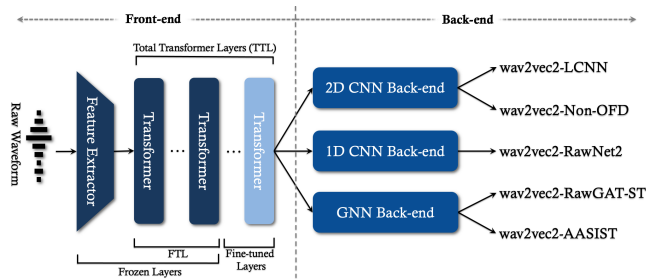 Front-end
Back-end
Total Transformer Layers (TTL)
Raw Waveform
Feature Extractor
Transformer
...
Transformer
...
Transformer
2D CNN Back-end
1D CNN Back-end
GNN Back-end
wav2vec2-LCNN
wav2vec2-Non-OFD
wav2vec2-RawNet2
wav2vec2-RawGAT-ST
wav2vec2-AASIST
FTL
Fine-tuned
Layers
Frozen Layers